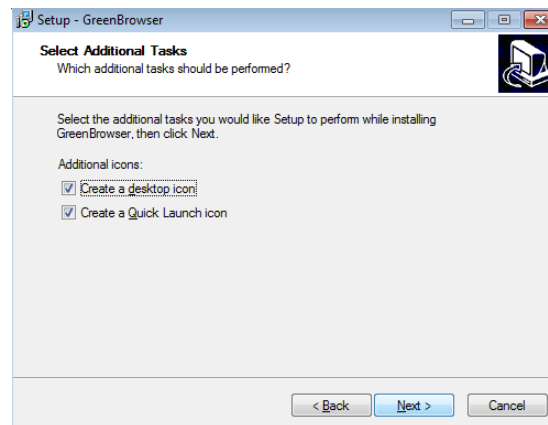 Setup - GreenBrowser
Select Additional Tasks
Which additional tasks should be performed?
Select the additional tasks you would like Setup to perform while installing
GreenBrowser, then click Next.
Additional icons:
Create a desktop icon
Create a Quick Launch icon
< Back
Next >
Cancel